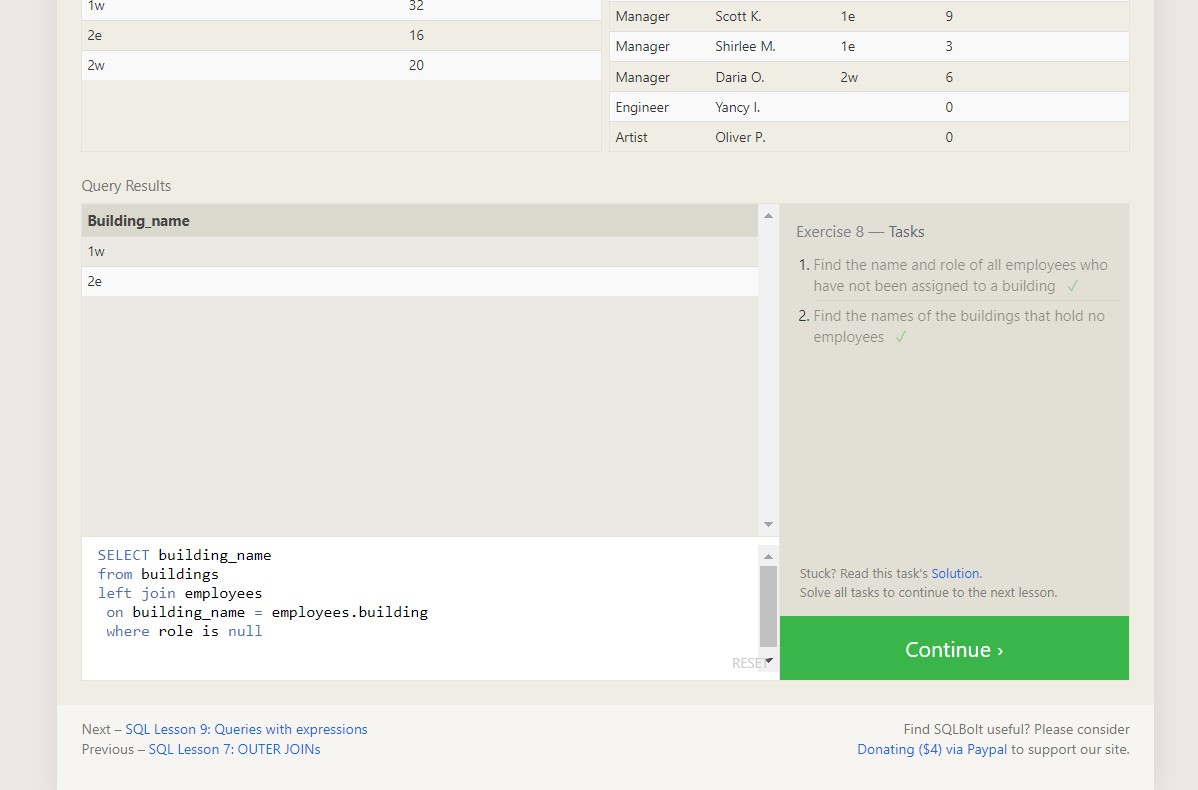 1w 32
2e 16
2w 20
Manager Scott K. 1e 9
Manager Shirlee M. 1e 3
Manager Daria O. 2w 6
Engineer Yancy I. 0
Artist Oliver P. 0
Query Results
Building_name
1w
2e
SELECT building_name
from buildings
left join employees
on building_name = employees.building
where role is null
RESET
Exercise 8 — Tasks
1. Find the name and role of all employees who
have not been assigned to a building ✓
2. Find the names of the buildings that hold no
employees ✓
Stuck? Read this task's Solution.
Solve all tasks to continue to the next lesson.
Continue ›
Next – SQL Lesson 9: Queries with expressions
Previous – SQL Lesson 7: OUTER JOINs
Find SQLBolt useful? Please consider
Donating ($4) via Paypal to support our site.